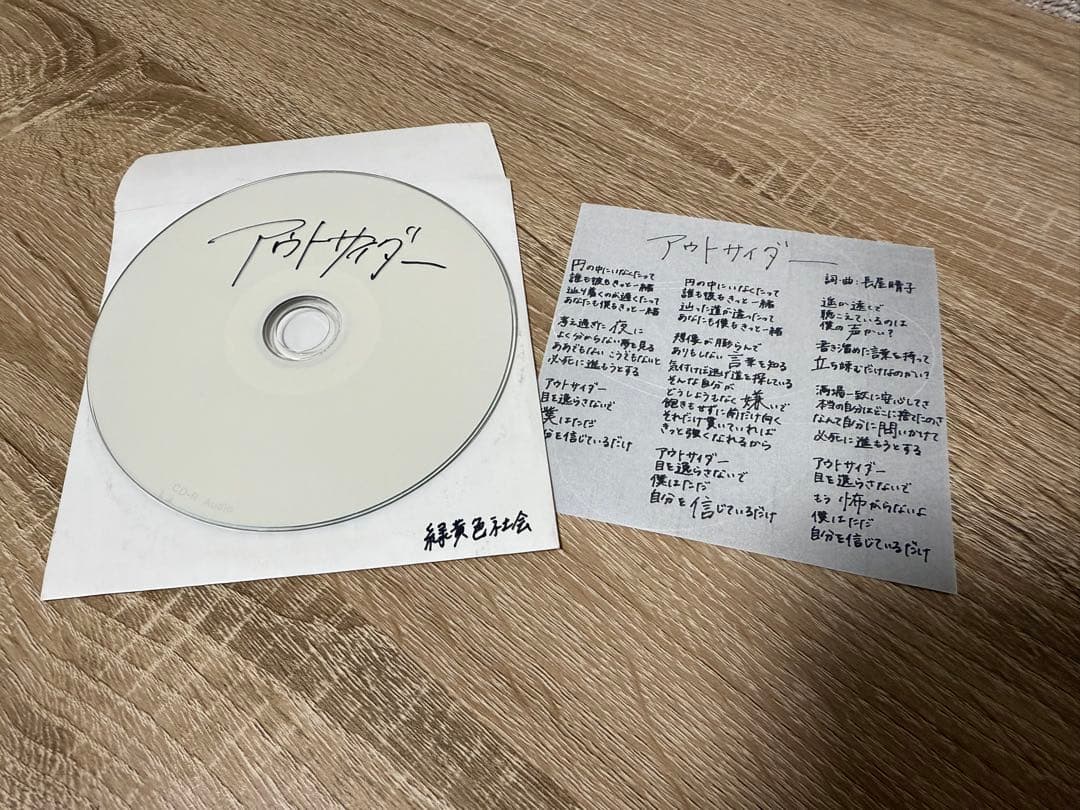 アウトサイダー
CD-R Audio
緑黄色社会
アウトサイダー
詞・曲 長屋晴子
円の中にいなくたって
誰も彼もきっと一緒
辿り着くのが遅くたって
あなたも僕もきっと一緒
考え過ぎた夜に
よく分からない夢を見る
ああでもない こうでもないと
必死に進もうとする
アウトサイダー
目を逸らさないで
僕はただ
自分を信じているだけ
円の中にいなくたって
誰も彼もきっと一緒
辿った道が違ったって
あなたも僕もきっと一緒
想像が膨らんで
ありもしない言葉を知る
気付けば逃げ道を探している
そんな自分が
どうしようもなく嫌いで
飽きもせずに前だけ向く
それだけ貫いていれば
きっと強くなれるから
アウトサイダー
目を逸らさないで
僕はただ
自分を信じているだけ
遥か遠くで
聴こえているのは
僕の声かい?
書き溜めた言葉を持って
立ち竦むだけなのかい?
満場一致に安心してさ
本当の自分はどこに捨てたのさ
なんて自分に問いかけて
必死に進もうとする
アウトサイダー
目を逸らさないで
もう怖がらないよ
僕はただ
自分を信じているだけ